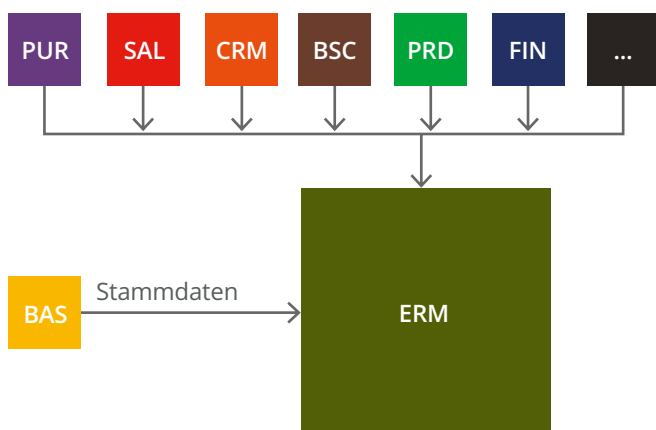 PUR
SAL
CRM
BSC
PRD
FIN
...
Stammdaten
BAS
ERM